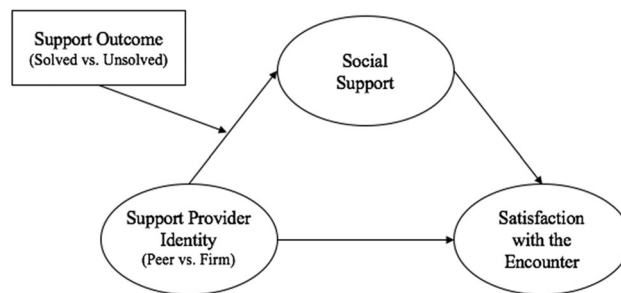 Support Outcome
(Solved vs. Unsolved)
Social
Support
Support Provider
Identity
(Peer vs. Firm)
Satisfaction
with the
Encounter